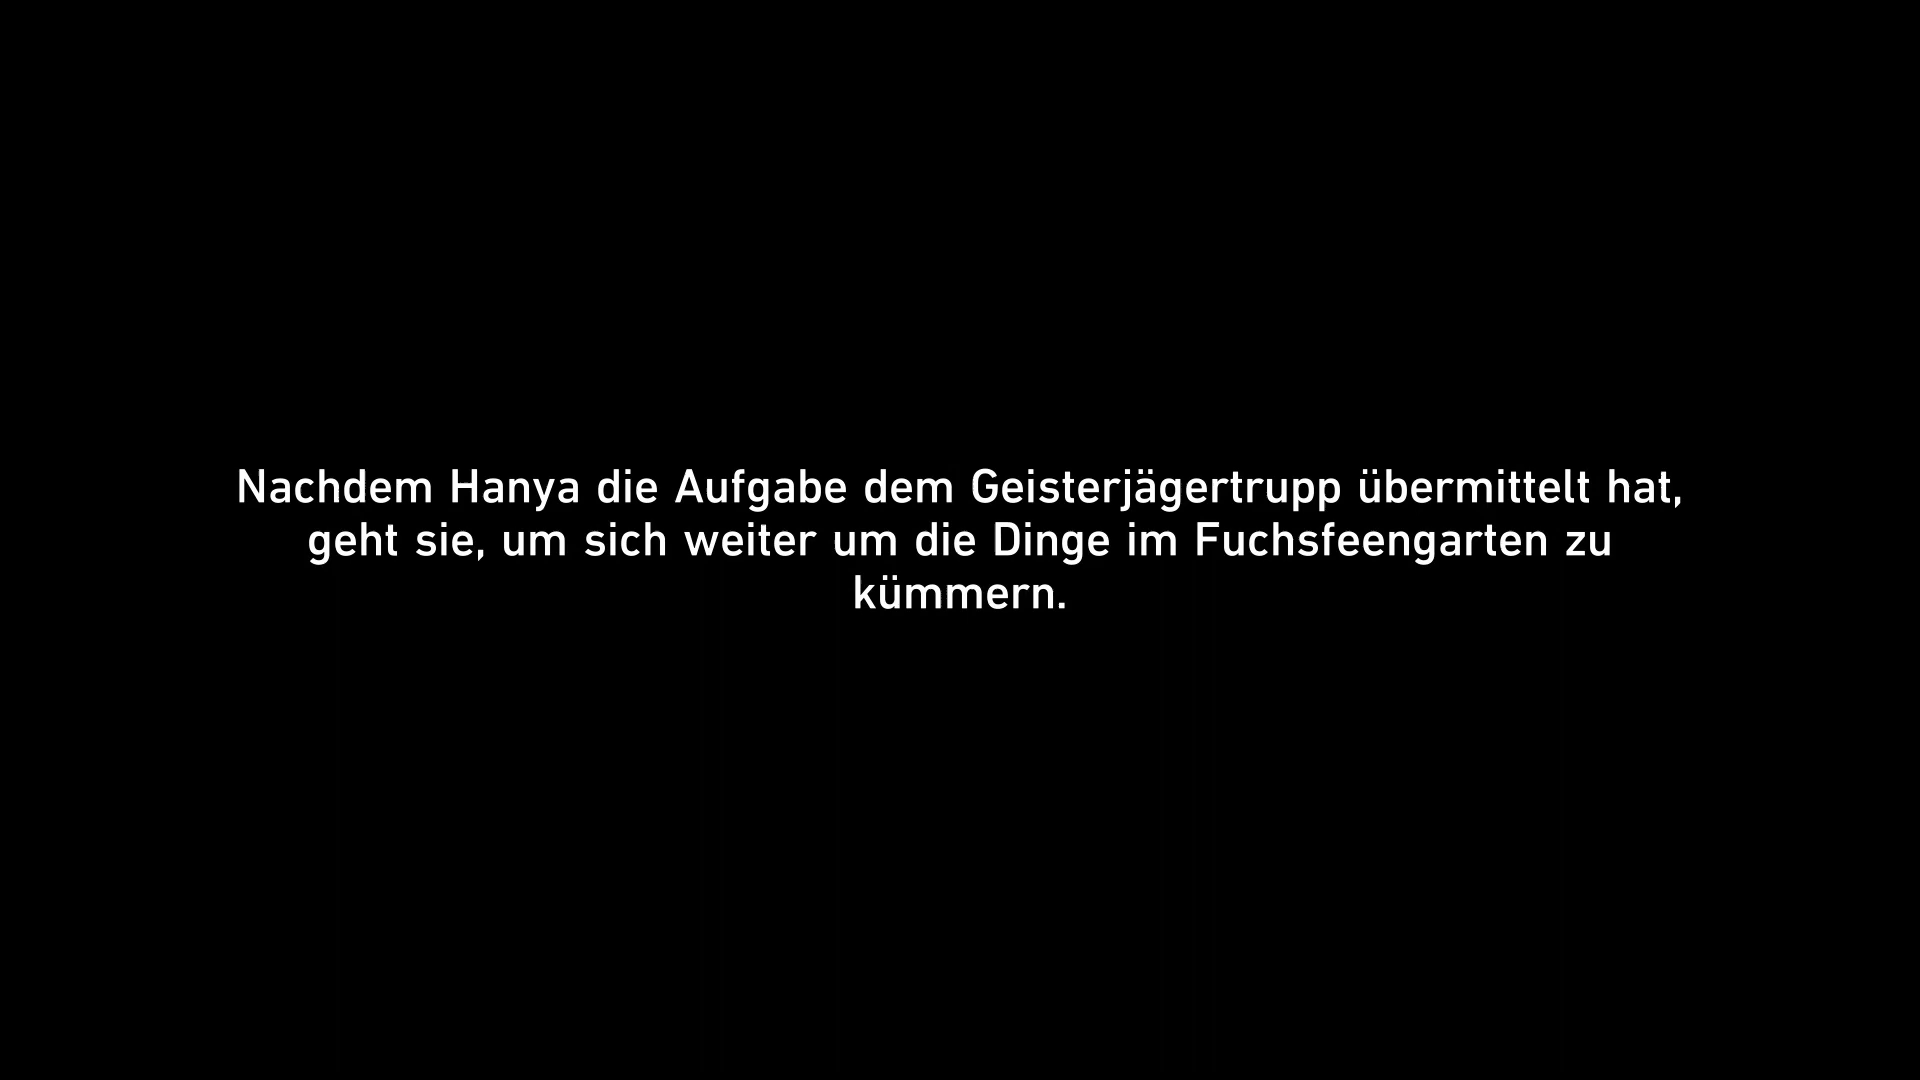 Nachdem Hanya die Aufgabe dem Geisterjägertrupp übermittelt hat,
geht sie, um sich weiter um die Dinge im Fuchsfeengarten zu
kümmern.